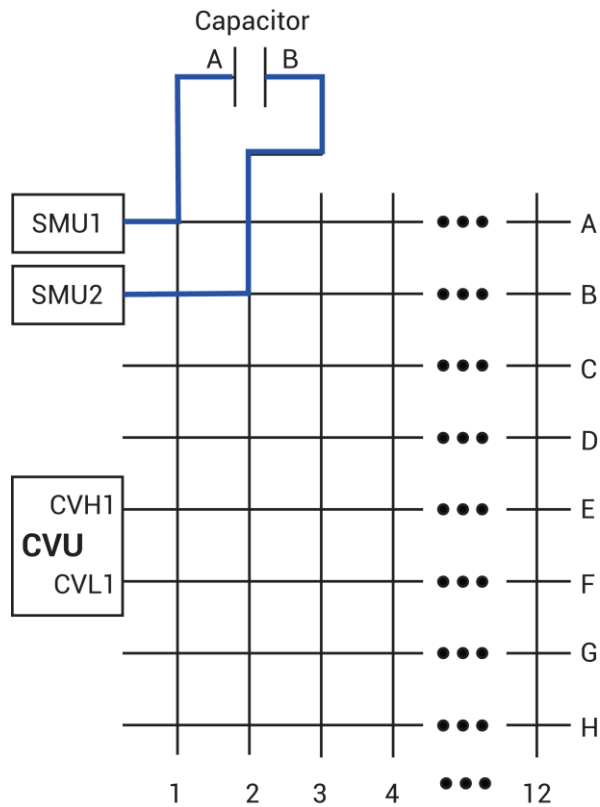 Capacitor
A B
SMU1
A
SMU2
B
C
D
CVH1
E
CVU
CVL1
F
G
H
1 2 3 4 12